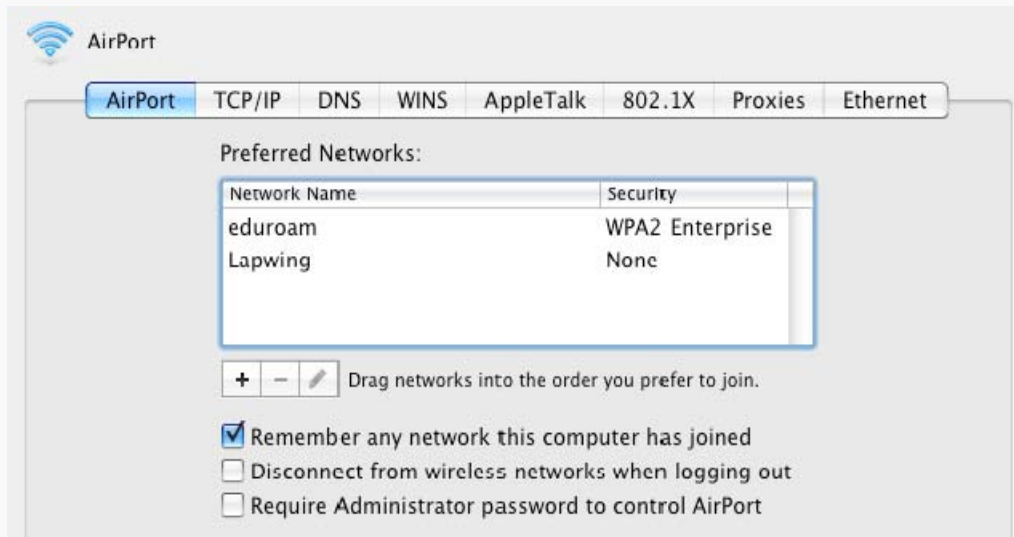 AirPort
AirPort TCP/IP DNS WINS AppleTalk 802.1X Proxies Ethernet
Preferred Networks:
Network Name Security
eduroam WPA2 Enterprise
Lapwing None
+ − Drag networks into the order you prefer to join.
Remember any network this computer has joined
Disconnect from wireless networks when logging out
Require Administrator password to control AirPort